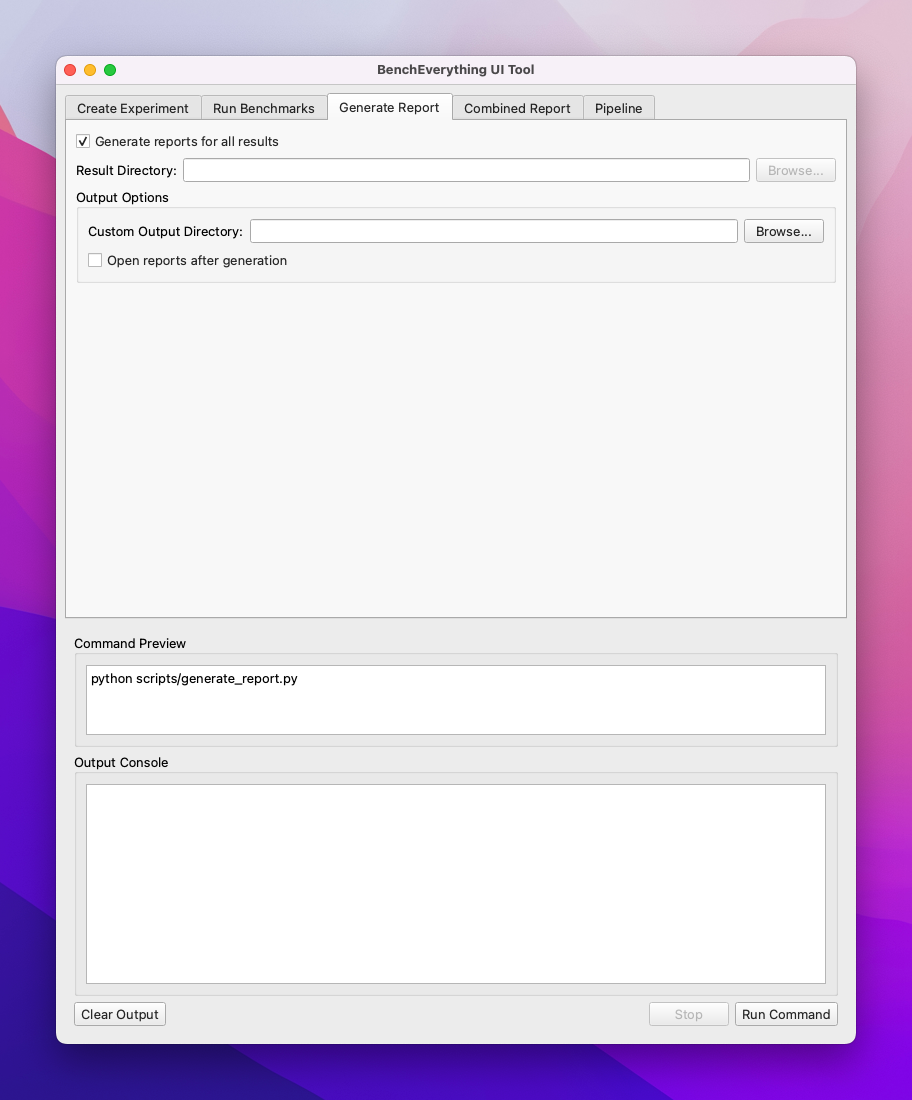 BenchEverything UI Tool
Create Experiment Run Benchmarks Generate Report Combined Report Pipeline
Generate reports for all results
Result Directory: Browse...
Output Options
Custom Output Directory: Browse...
Open reports after generation
Command Preview
python scripts/generate_report.py
Output Console
Clear Output Stop Run Command